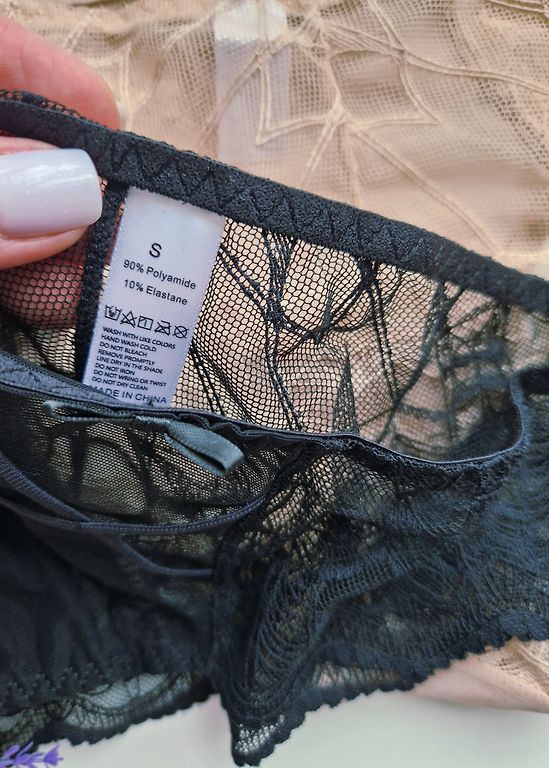 S
90% Polyamide
10% Elastane
WASH WITH LIKE COLORS
HAND WASH COLD
DO NOT BLEACH
REMOVE PROMPTLY
LINE DRY IN THE SHADE
DO NOT IRON
DO NOT WRING OR TWIST
DO NOT DRY CLEAN
MADE IN CHINA